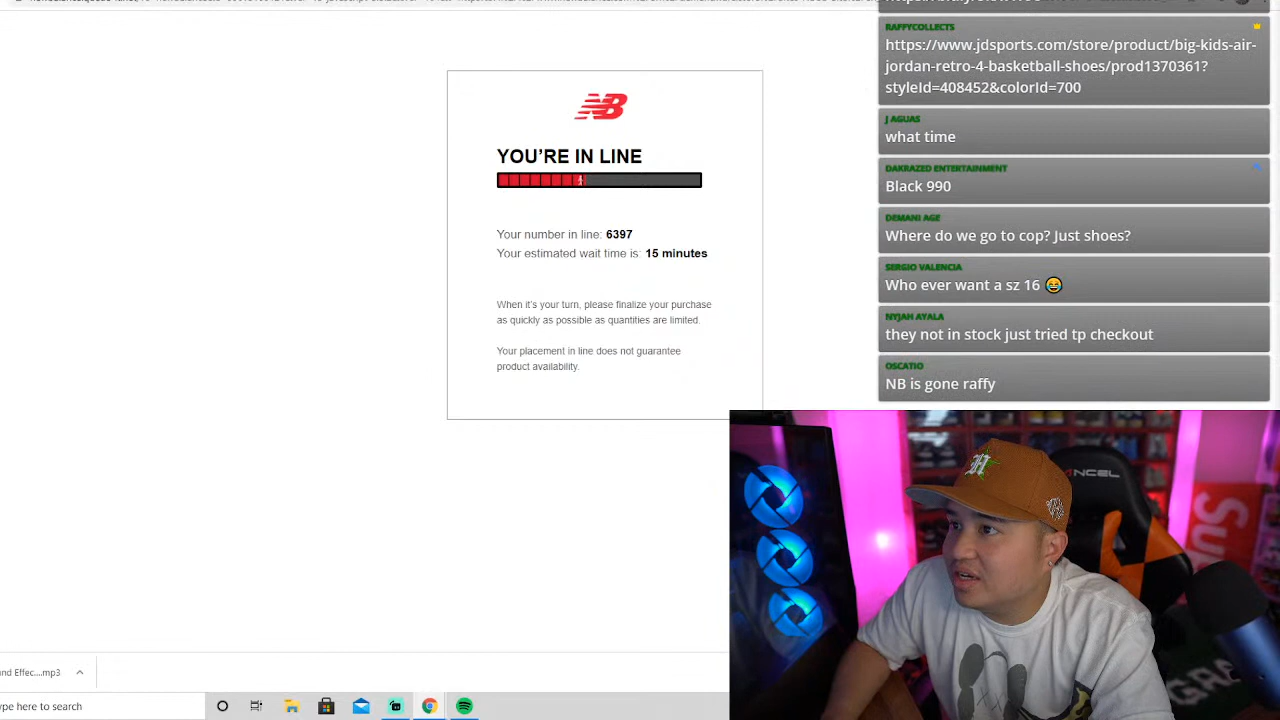 NB
YOU'RE IN LINE
Your number in line: 6397
Your estimated wait time is: 15 minutes
When it's your turn, please finalize your purchase
as quickly as possible as quantities are limited.
Your placement in line does not guarantee
product availability.
RAFFYCOLLECTS
https://www.jdsports.com/store/product/big-kids-air-
jordan-retro-4-basketball-shoes/prod1370361?
styleId=408452&colorId=700
J AGUAS
what time
DAKRAZED ENTERTAINMENT
Black 990
DEMANI AGE
Where do we go to cop? Just shoes?
SERGIO VALENCIA
Who ever want a sz 16 😂
NYJAH AYALA
they not in stock just tried tp checkout
OSCATIO
NB is gone raffy
H
Sup
nd Effec....mp3
ype here to search